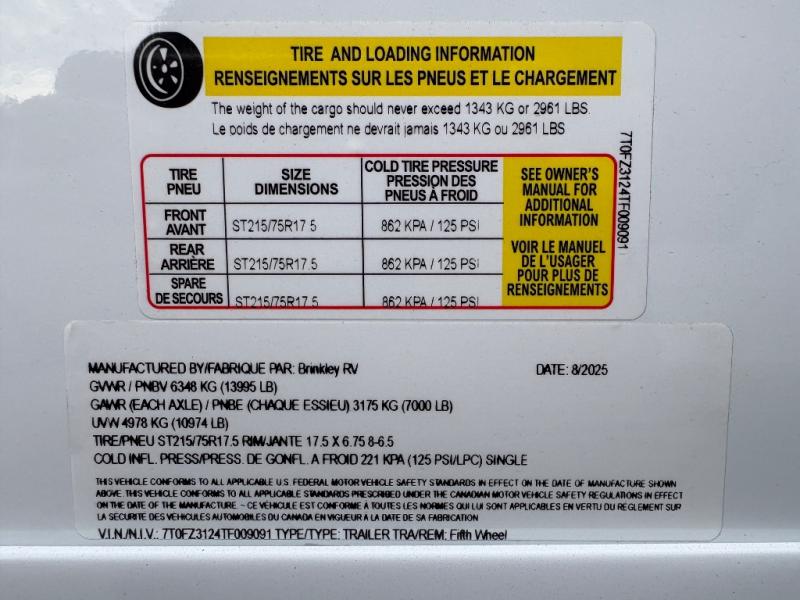 TIRE AND LOADING INFORMATION
RENSEIGNEMENTS SUR LES PNEUS ET LE CHARGEMENT
The weight of the cargo should never exceed 1343 KG or 2961 LBS.
Le poids de chargement ne devrait jamais 1343 KG ou 2961 LBS
7T0FZ3124TF009091
TIRE
PNEU
SIZE
DIMENSIONS
COLD TIRE PRESSURE
PRESSION DES
PNEUS À FROID
SEE OWNER'S
MANUAL FOR
ADDITIONAL
INFORMATION
VOIR LE MANUEL
DE L'USAGER
POUR PLUS DE
RENSEIGNEMENTS
FRONT
AVANT
ST215/75R17.5
862 KPA / 125 PSI
REAR
ARRIÈRE
ST215/75R17.5
862 KPA / 125 PSI
SPARE
DE SECOURS
ST215/75R17.5
862 KPA / 125 PSI
MANUFACTURED BY/FABRIQUE PAR: Brinkley RV DATE: 8/2025
GVWR / PNBV 6348 KG (13995 LB)
GAWR (EACH AXLE) / PNBE (CHAQUE ESSIEU) 3175 KG (7000 LB)
UVW 4978 KG (10974 LB)
TIRE/PNEU ST215/75R17.5 RIM/JANTE 17.5 X 6.75 8-6.5
COLD INFL. PRESS/PRESS. DE GONFL. A FROID 221 KPA (125 PSI/LPC) SINGLE
THIS VEHICLE CONFORMS TO ALL APPLICABLE U.S. FEDERAL MOTOR VEHICLE SAFETY STANDARDS IN EFFECT ON THE DATE OF MANUFACTURE SHOWN
ABOVE. THIS VEHICLE CONFORMS TO ALL APPLICABLE STANDARDS PRESCRIBED UNDER THE CANADIAN MOTOR VEHICLE SAFETY REGULATIONS IN EFFECT
ON THE DATE OF THE MANUFACTURE. ~ CE VÉHICULE EST CONFORME À TOUTES LES NORMES QUI LUI SONT APPLICABLES EN VERTU DU RÈGLEMENT SUR
LA SECURITE DES VÉHICULES AUTOMOBILES DU CANADA EN VIGUEUR A LA DATE DE SA FABRICATION
V.I.N./N.I.V.: 7T0FZ3124TF009091 TYPE/TYPE: TRAILER TRA/REM: Fifth Wheel